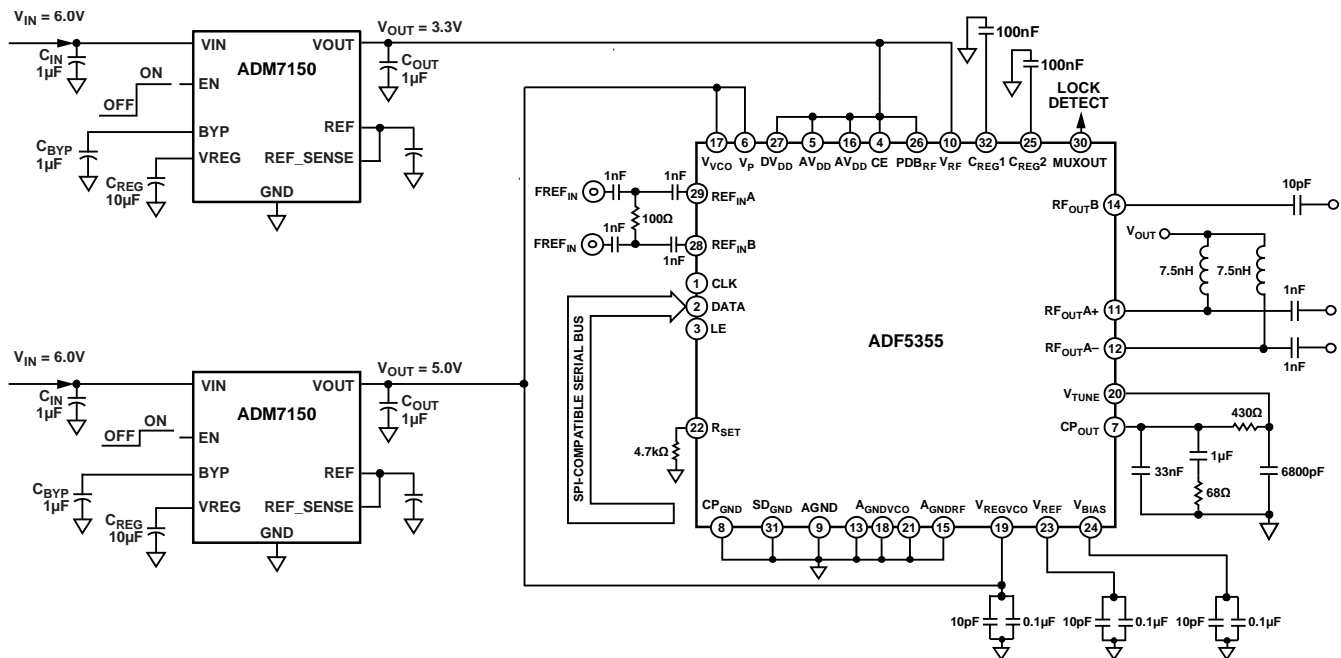 VIN = 6.0V
CIN
1µF
VIN
VOUT
ADM7150
VOUT = 3.3V
COUT
1µF
ON
OFF
EN
CBYP
1µF
BYP
REF
CREG
10µF
VREG
REF_SENSE
GND
100nF
100nF
LOCK
DETECT
17
6
27
5
16
4
26
10
32
25
30
VVCO
VP
DVDD
AVDD
AVDD
CE
PDBRF
VRF
CREG1
CREG2
MUXOUT
FREFIN
1nF
1nF
29
REFINA
100Ω
FREFIN
1nF
1nF
28
REFINB
1
CLK
2
DATA
3
LE
SPI-COMPATIBLE SERIAL BUS
ADF5355
RFOUTB
14
10pF
VOUT
7.5nH
7.5nH
RFOUTA+
11
1nF
RFOUTA–
12
1nF
VTUNE
20
CPOUT
7
430Ω
33nF
1µF
68Ω
6800pF
22
RSET
4.7kΩ
VIN = 6.0V
CIN
1µF
VIN
VOUT
ADM7150
VOUT = 5.0V
COUT
1µF
ON
OFF
EN
CBYP
1µF
BYP
REF
CREG
10µF
VREG
REF_SENSE
GND
CPGND
SDGND
AGND
AGNDVCO
AGNDRF
VREGVCO
VREF
VBIAS
8
31
9
13
18
21
15
19
23
24
10pF
0.1µF
10pF
0.1µF
10pF
0.1µF